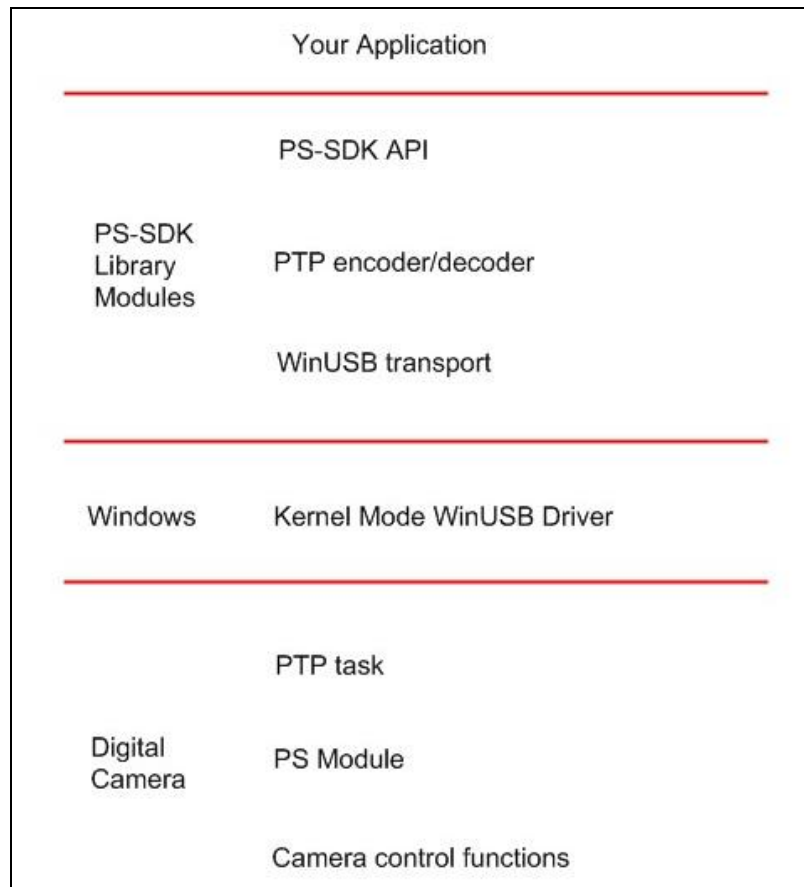 Your Application
PS-SDK API
PS-SDK
Library
Modules
PTP encoder/decoder
WinUSB transport
Windows
Kernel Mode WinUSB Driver
PTP task
Digital
Camera
PS Module
Camera control functions